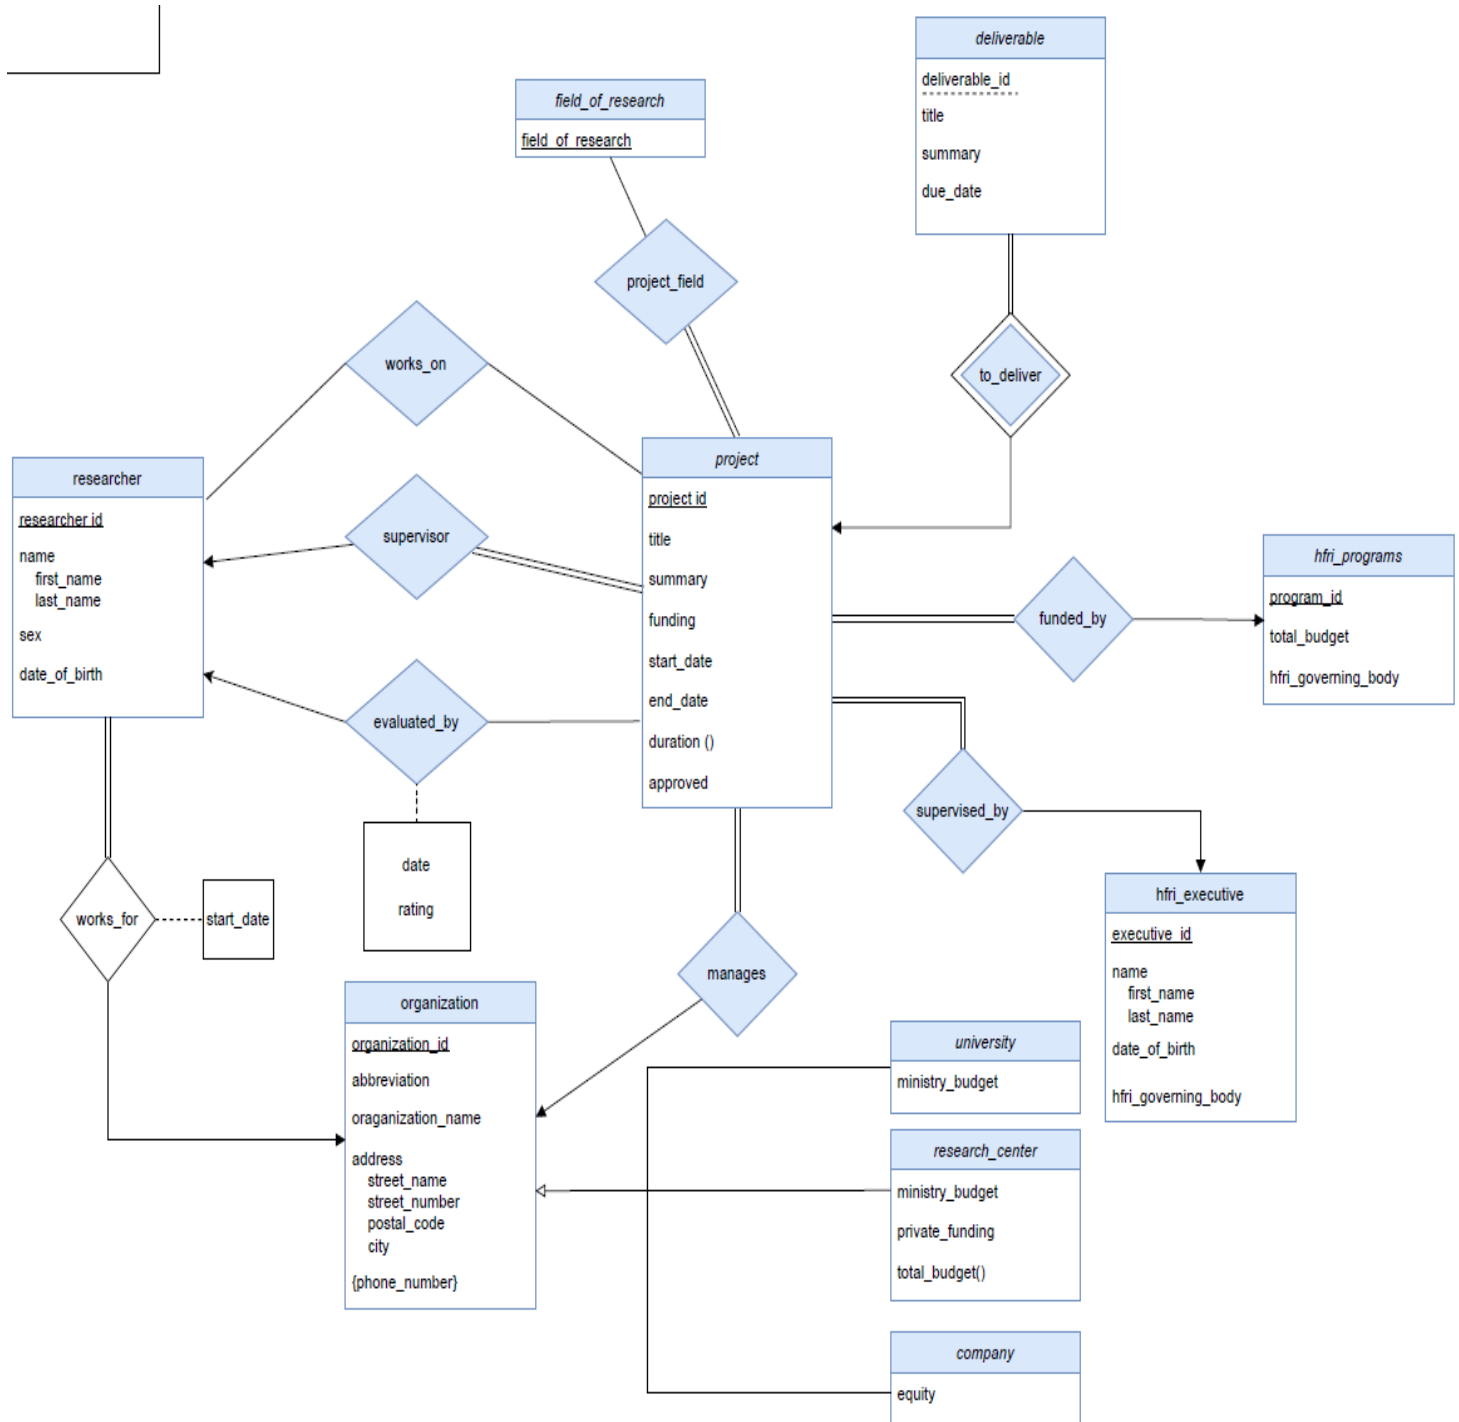 deliverable
deliverable_id
title
summary
due_date
field_of_research
field_of_research
project_field
works_on
to_deliver
researcher
researcher id
name
first_name
last_name
sex
date_of_birth
supervisor
project
project id
title
summary
funding
start_date
end_date
duration ()
approved
hfri_programs
program_id
total_budget
hfri_governing_body
funded_by
evaluated_by
supervised_by
date
rating
works_for
start_date
manages
hfri_executive
executive_id
name
first_name
last_name
date_of_birth
hfri_governing_body
organization
organization_id
abbreviation
oraganization_name
address
street_name
street_number
postal_code
city
{phone_number}
university
ministry_budget
research_center
ministry_budget
private_funding
total_budget()
company
equity